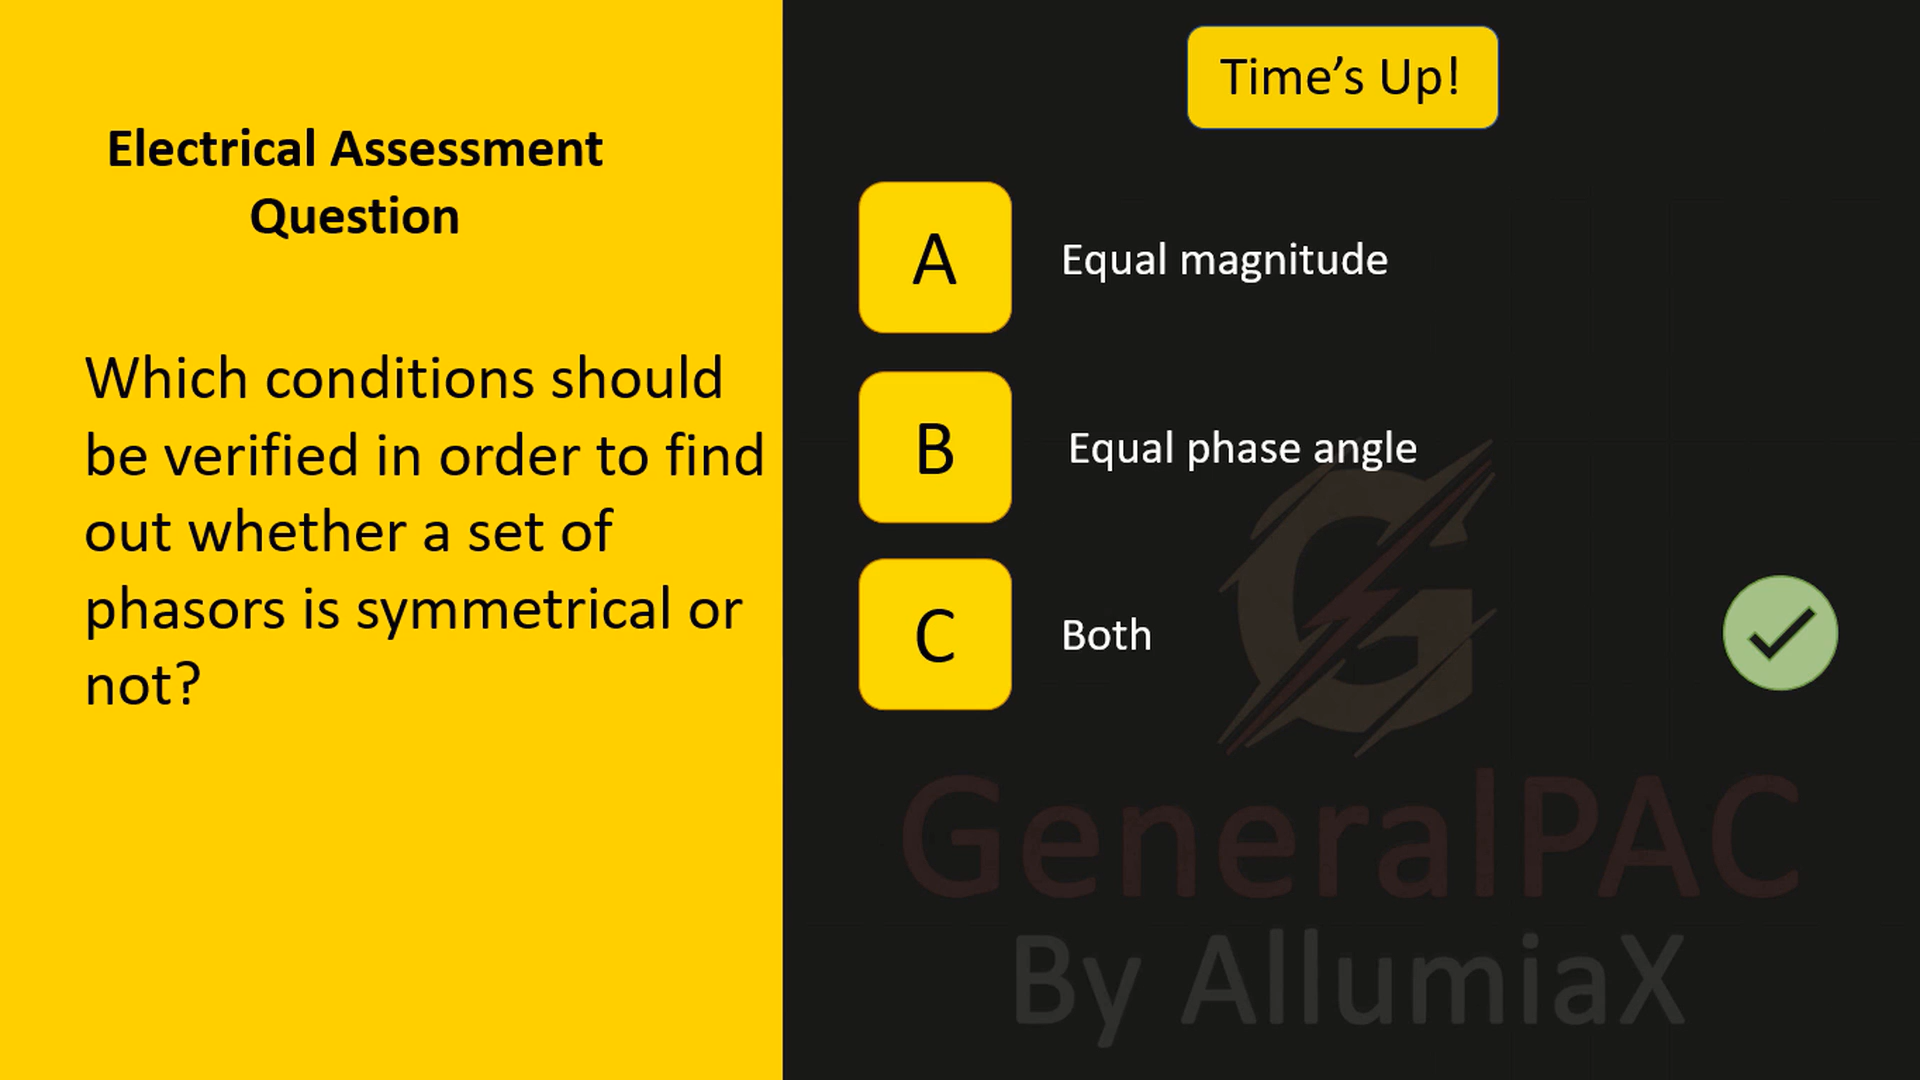 Electrical Assessment
Question
Which conditions should
be verified in order to find
out whether a set of
phasors is symmetrical or
not?
Time’s Up!
A
Equal magnitude
B
Equal phase angle
C
Both
G
GeneralPAC
By AllumiaX